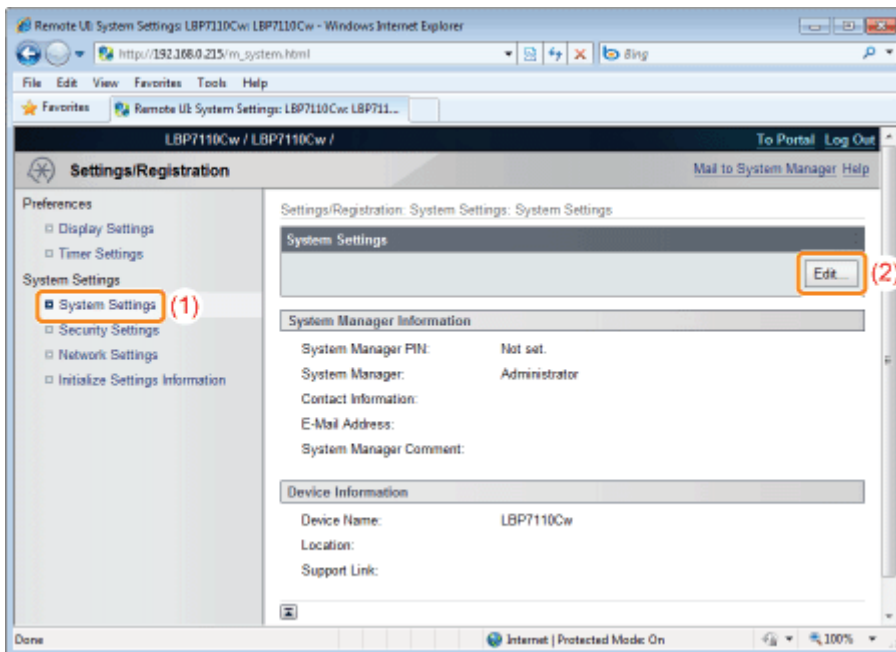 Remote UI: System Settings: LBP7110Cw: LBP7110Cw - Windows Internet Explorer
http://192.168.0.215/m_system.html
Bing
File Edit View Favorites Tools Help
Favorites Remote UI: System Settings: LBP7110Cw: LBP711...
LBP7110Cw / LBP7110Cw / To Portal Log Out
Settings/Registration Mail to System Manager Help
Preferences
Display Settings
Timer Settings
System Settings
System Settings (1)
Security Settings
Network Settings
Initialize Settings Information
Settings/Registration: System Settings: System Settings
System Settings
Edit... (2)
System Manager Information
System Manager PIN: Not set.
System Manager: Administrator
Contact Information:
E-Mail Address:
System Manager Comment:
Device Information
Device Name: LBP7110Cw
Location:
Support Link:
Done Internet | Protected Mode: On 100%